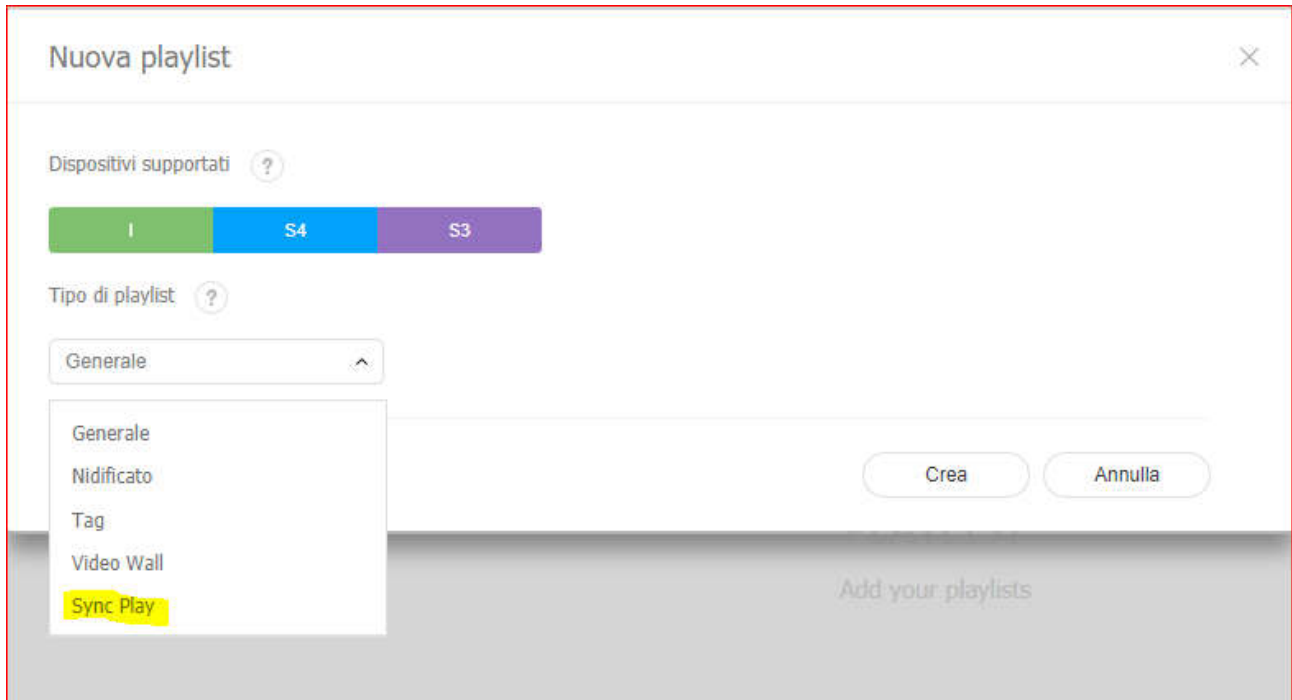 Nuova playlist
Dispositivi supportati ?
I S4 S3
Tipo di playlist ?
Generale
Generale
Nidificato
Crea Annulla
Tag
Video Wall
Sync Play
Add your playlists